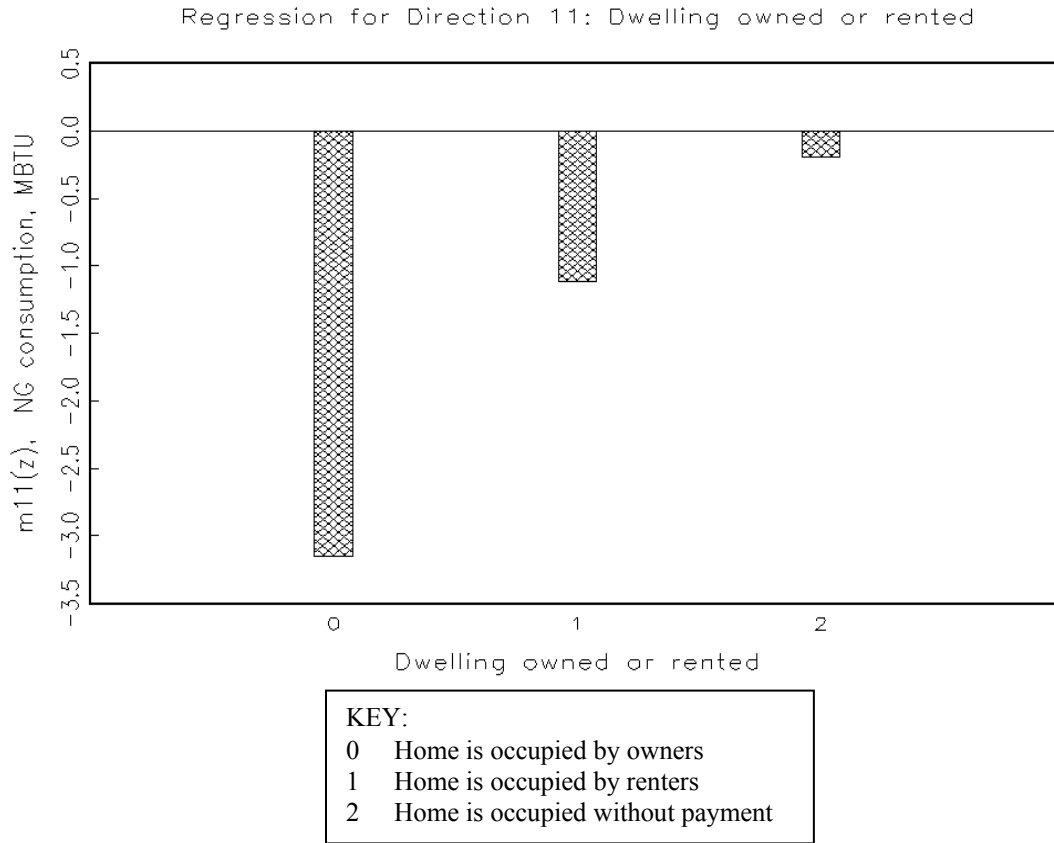 Regression for Direction 11: Dwelling owned or rented
m11(z), NG consumption, MBTU
0.5
0.0
-0.5
-1.0
-1.5
-2.0
-2.5
-3.0
-3.5
0 1 2
Dwelling owned or rented
KEY:
0 Home is occupied by owners
1 Home is occupied by renters
2 Home is occupied without payment